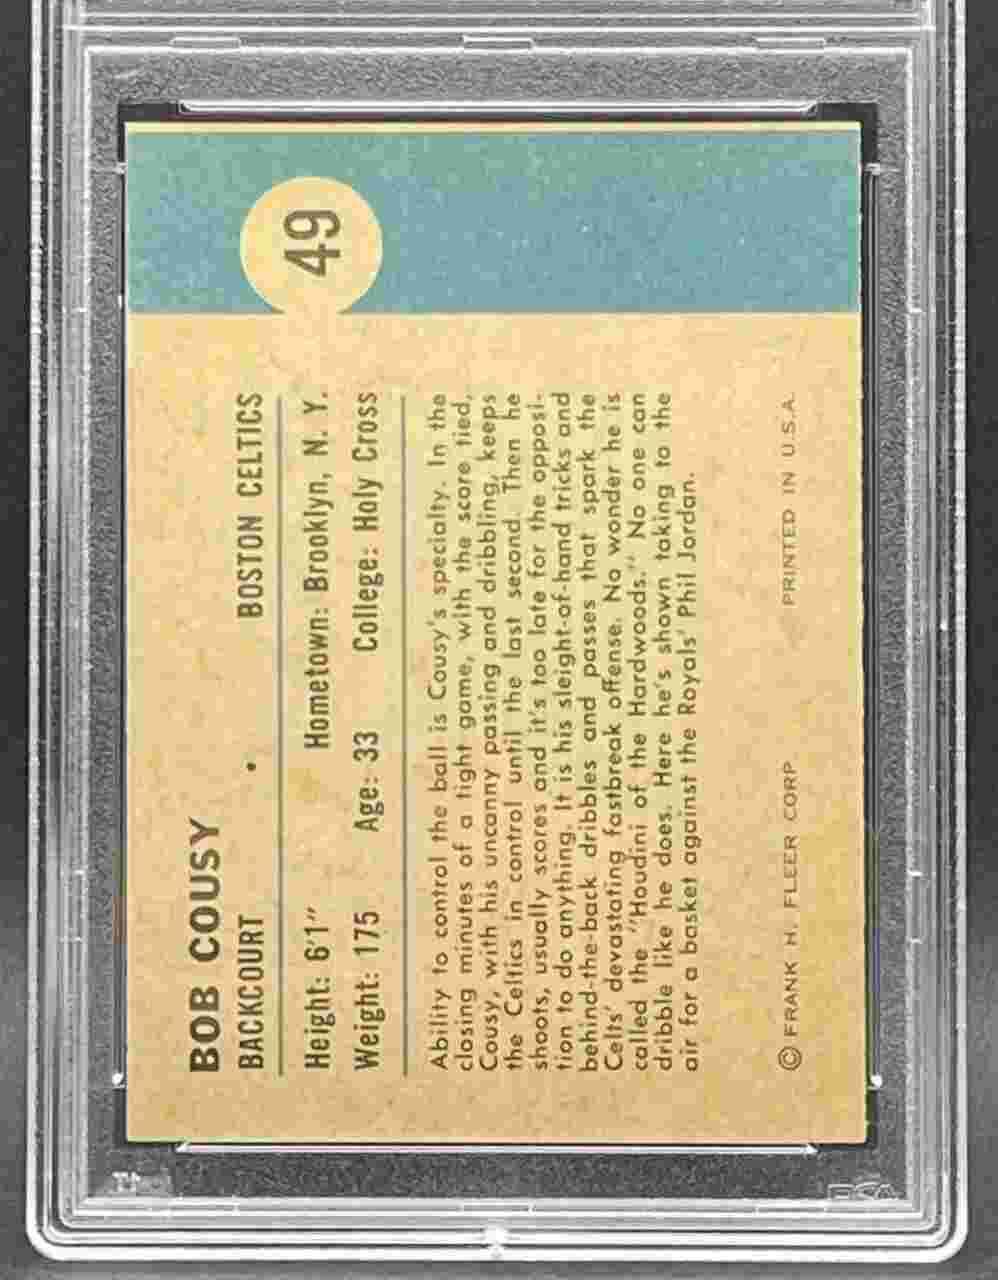 49
BOB COUSY
BACKCOURT BOSTON CELTICS
Height: 6'1" Hometown: Brooklyn, N. Y.
Weight: 175 Age: 33 College: Holy Cross
Ability to control the ball is Cousy's specialty. In the
closing minutes of a tight game, with the score tied,
Cousy, with his uncanny passing and dribbling, keeps
the Celtics in control until the last second. Then he
shoots, usually scores and it's too late for the opposi-
tion to do anything. It is his sleight-of-hand tricks and
behind-the-back dribbles and passes that spark the
Celts' devastating fastbreak offense. No wonder he is
called the "Houdini of the Hardwoods." No one can
dribble like he does. Here he's shown taking to the
air for a basket against the Royals' Phil Jordan.
© FRANK H. FLEER CORP. PRINTED IN U.S.A.
PSA